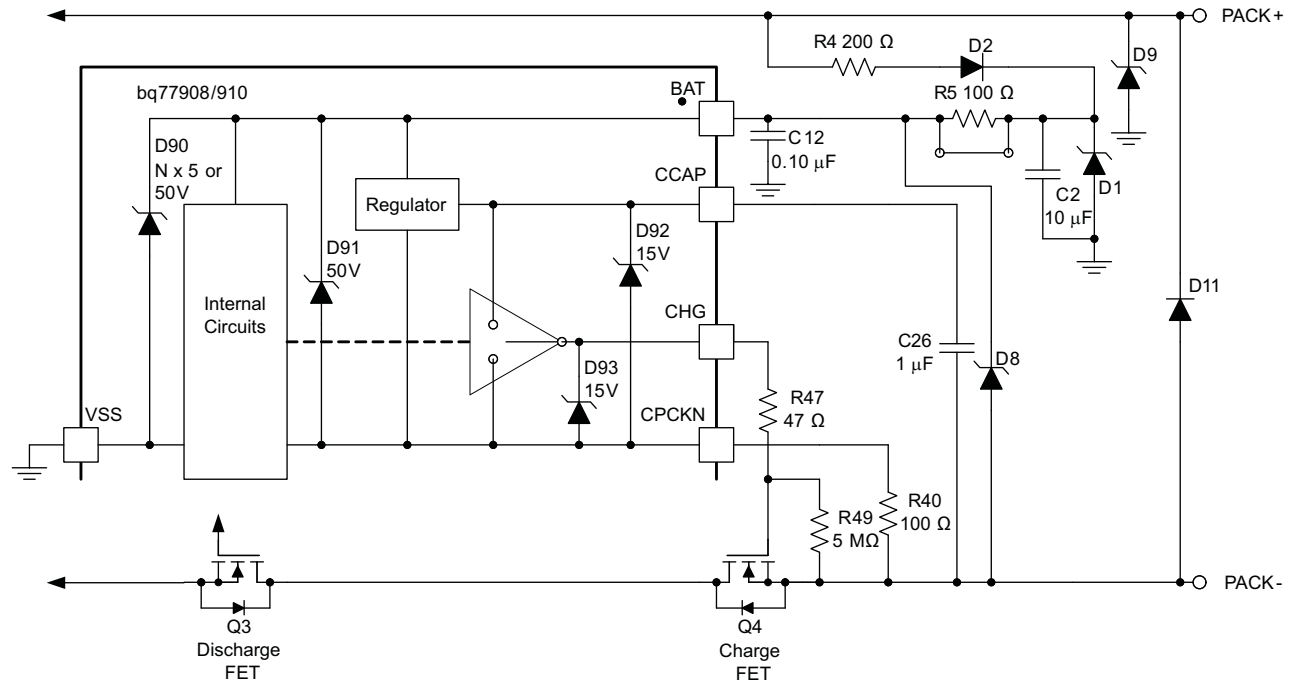 PACK+
R4 200 Ω
D2
D9
bq77908/910
BAT
R5 100 Ω
D90
N x 5 or
50V
C12
0.10 μF
D1
C2
10 μF
CCAP
Regulator
D91
50V
D92
15V
D11
Internal
Circuits
CHG
C26
1 μF
D8
D93
15V
R47
47 Ω
VSS
CPCKN
R49
5 MΩ
R40
100 Ω
PACK-
Q3
Discharge
FET
Q4
Charge
FET